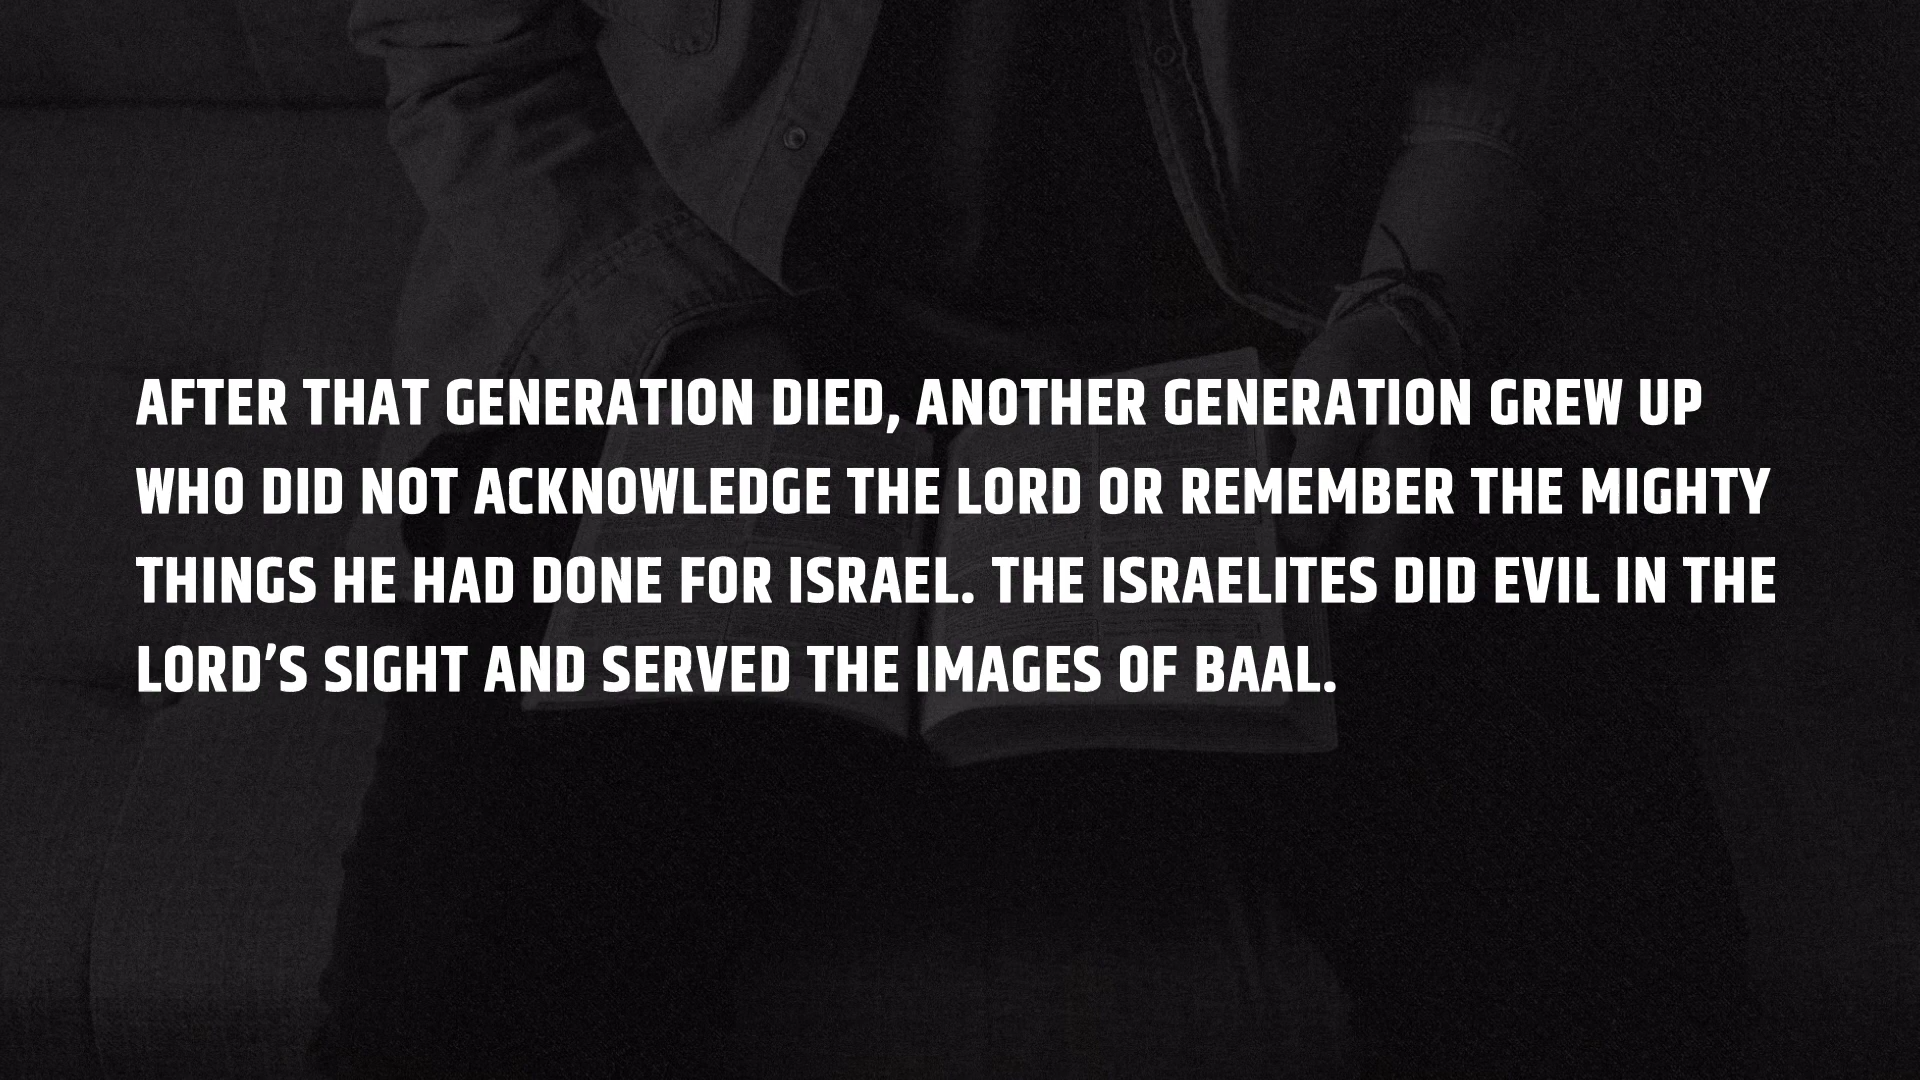 AFTER THAT GENERATION DIED, ANOTHER GENERATION GREW UP
WHO DID NOT ACKNOWLEDGE THE LORD OR REMEMBER THE MIGHTY
THINGS HE HAD DONE FOR ISRAEL. THE ISRAELITES DID EVIL IN THE
LORD’S SIGHT AND SERVED THE IMAGES OF BAAL.